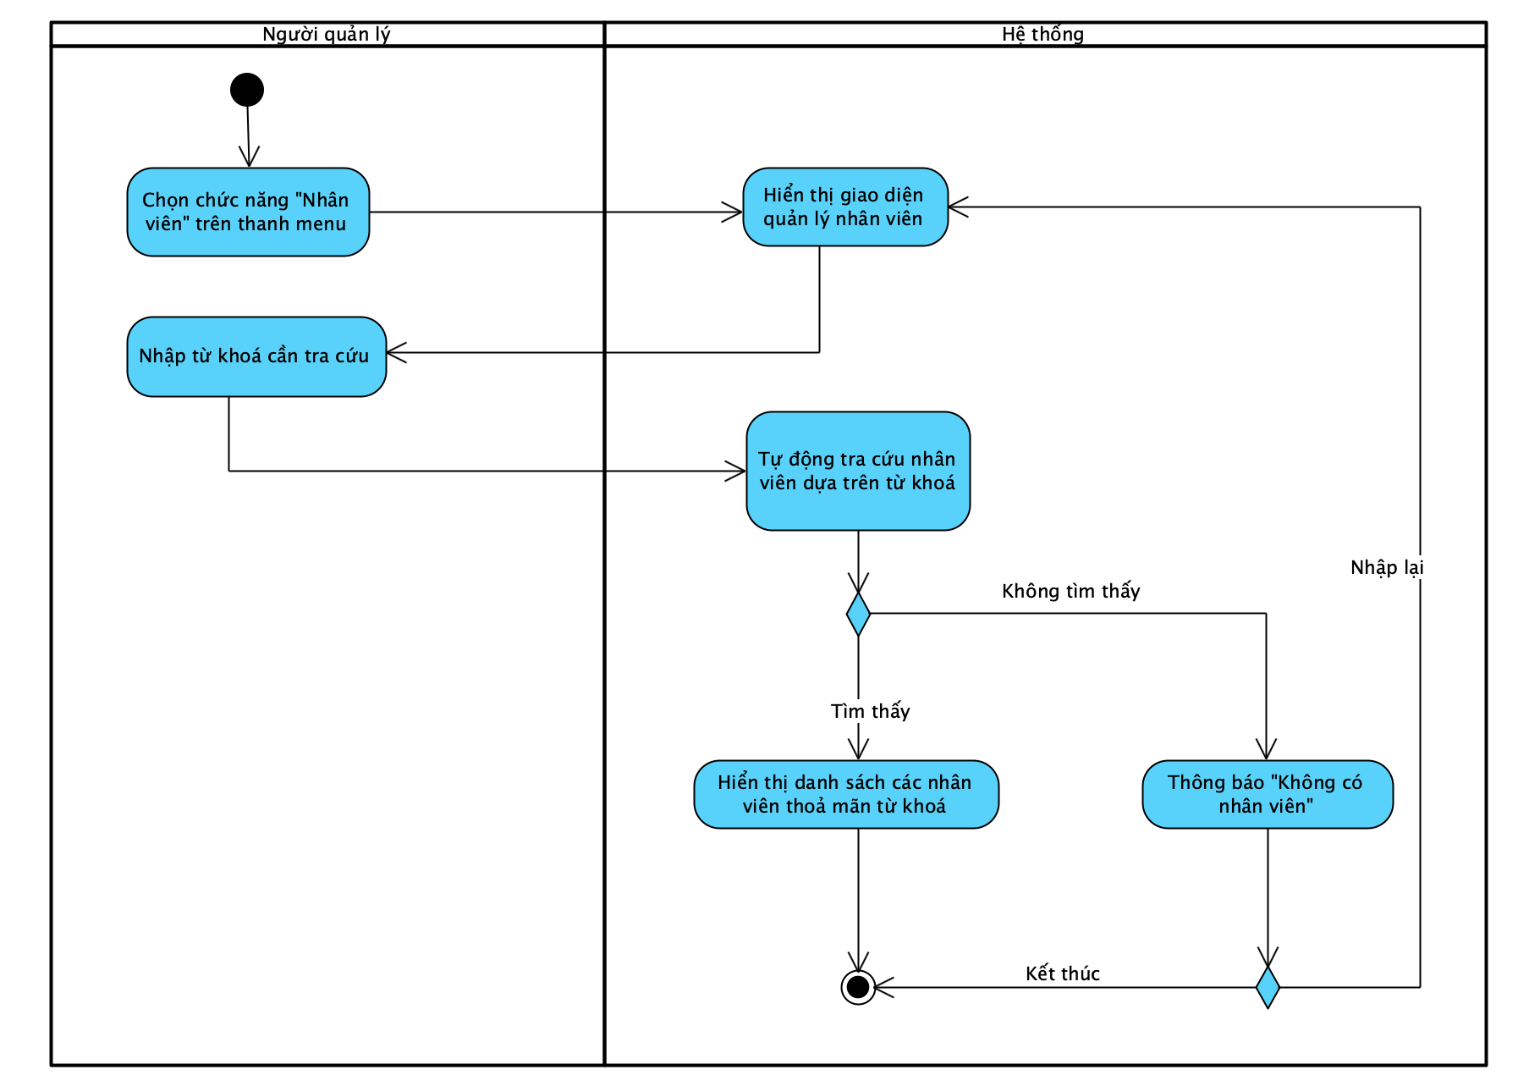 Người quản lý
Hệ thống
Chọn chức năng "Nhân
viên" trên thanh menu
Hiển thị giao diện
quản lý nhân viên
Nhập từ khoá cần tra cứu
Tự động tra cứu nhân
viên dựa trên từ khoá
Nhập lại
Không tìm thấy
Tìm thấy
Hiển thị danh sách các nhân
viên thoả mãn từ khoá
Thông báo "Không có
nhân viên"
Kết thúc